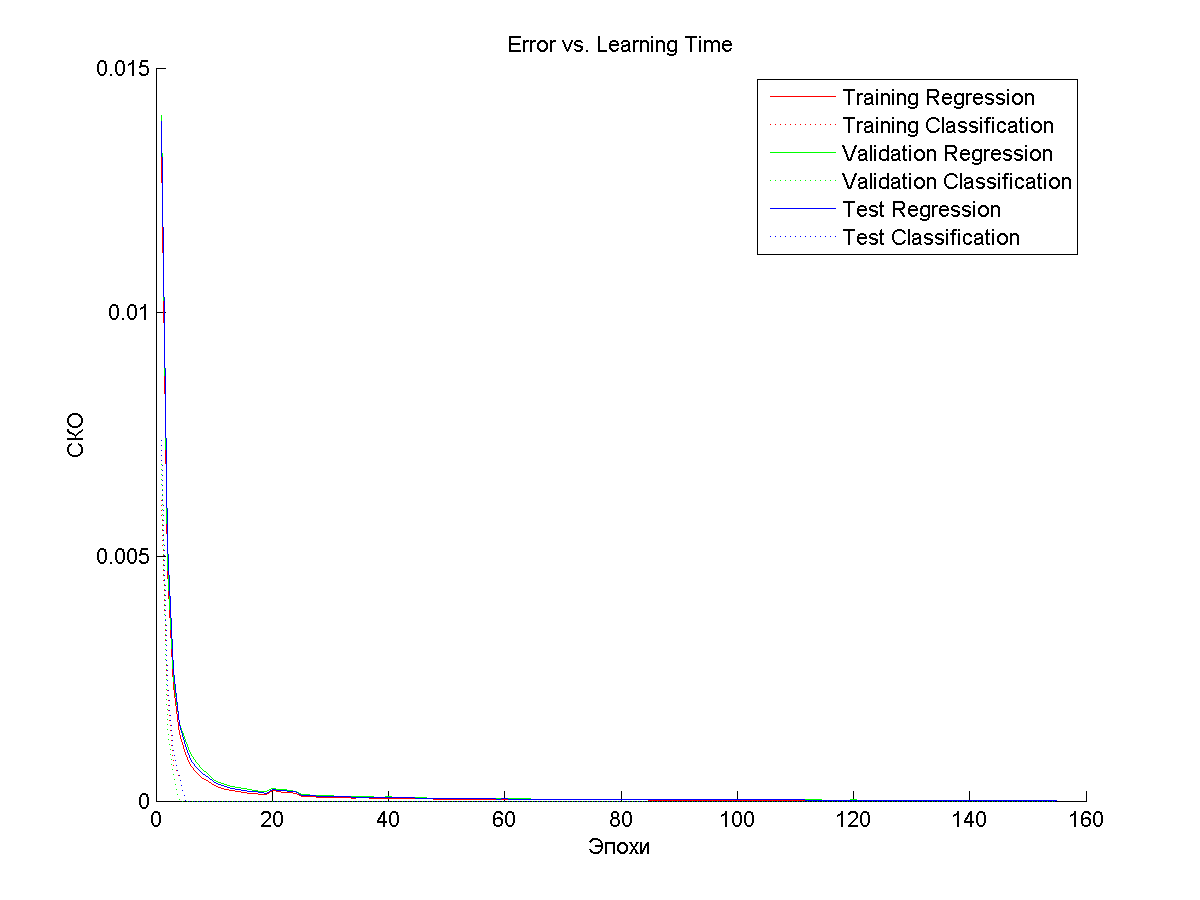 Error vs. Learning Time
0.015
0.01
0.005
0
СКО
Training Regression
Training Classification
Validation Regression
Validation Classification
Test Regression
Test Classification
0 20 40 60 80 100 120 140 160
Эпохи